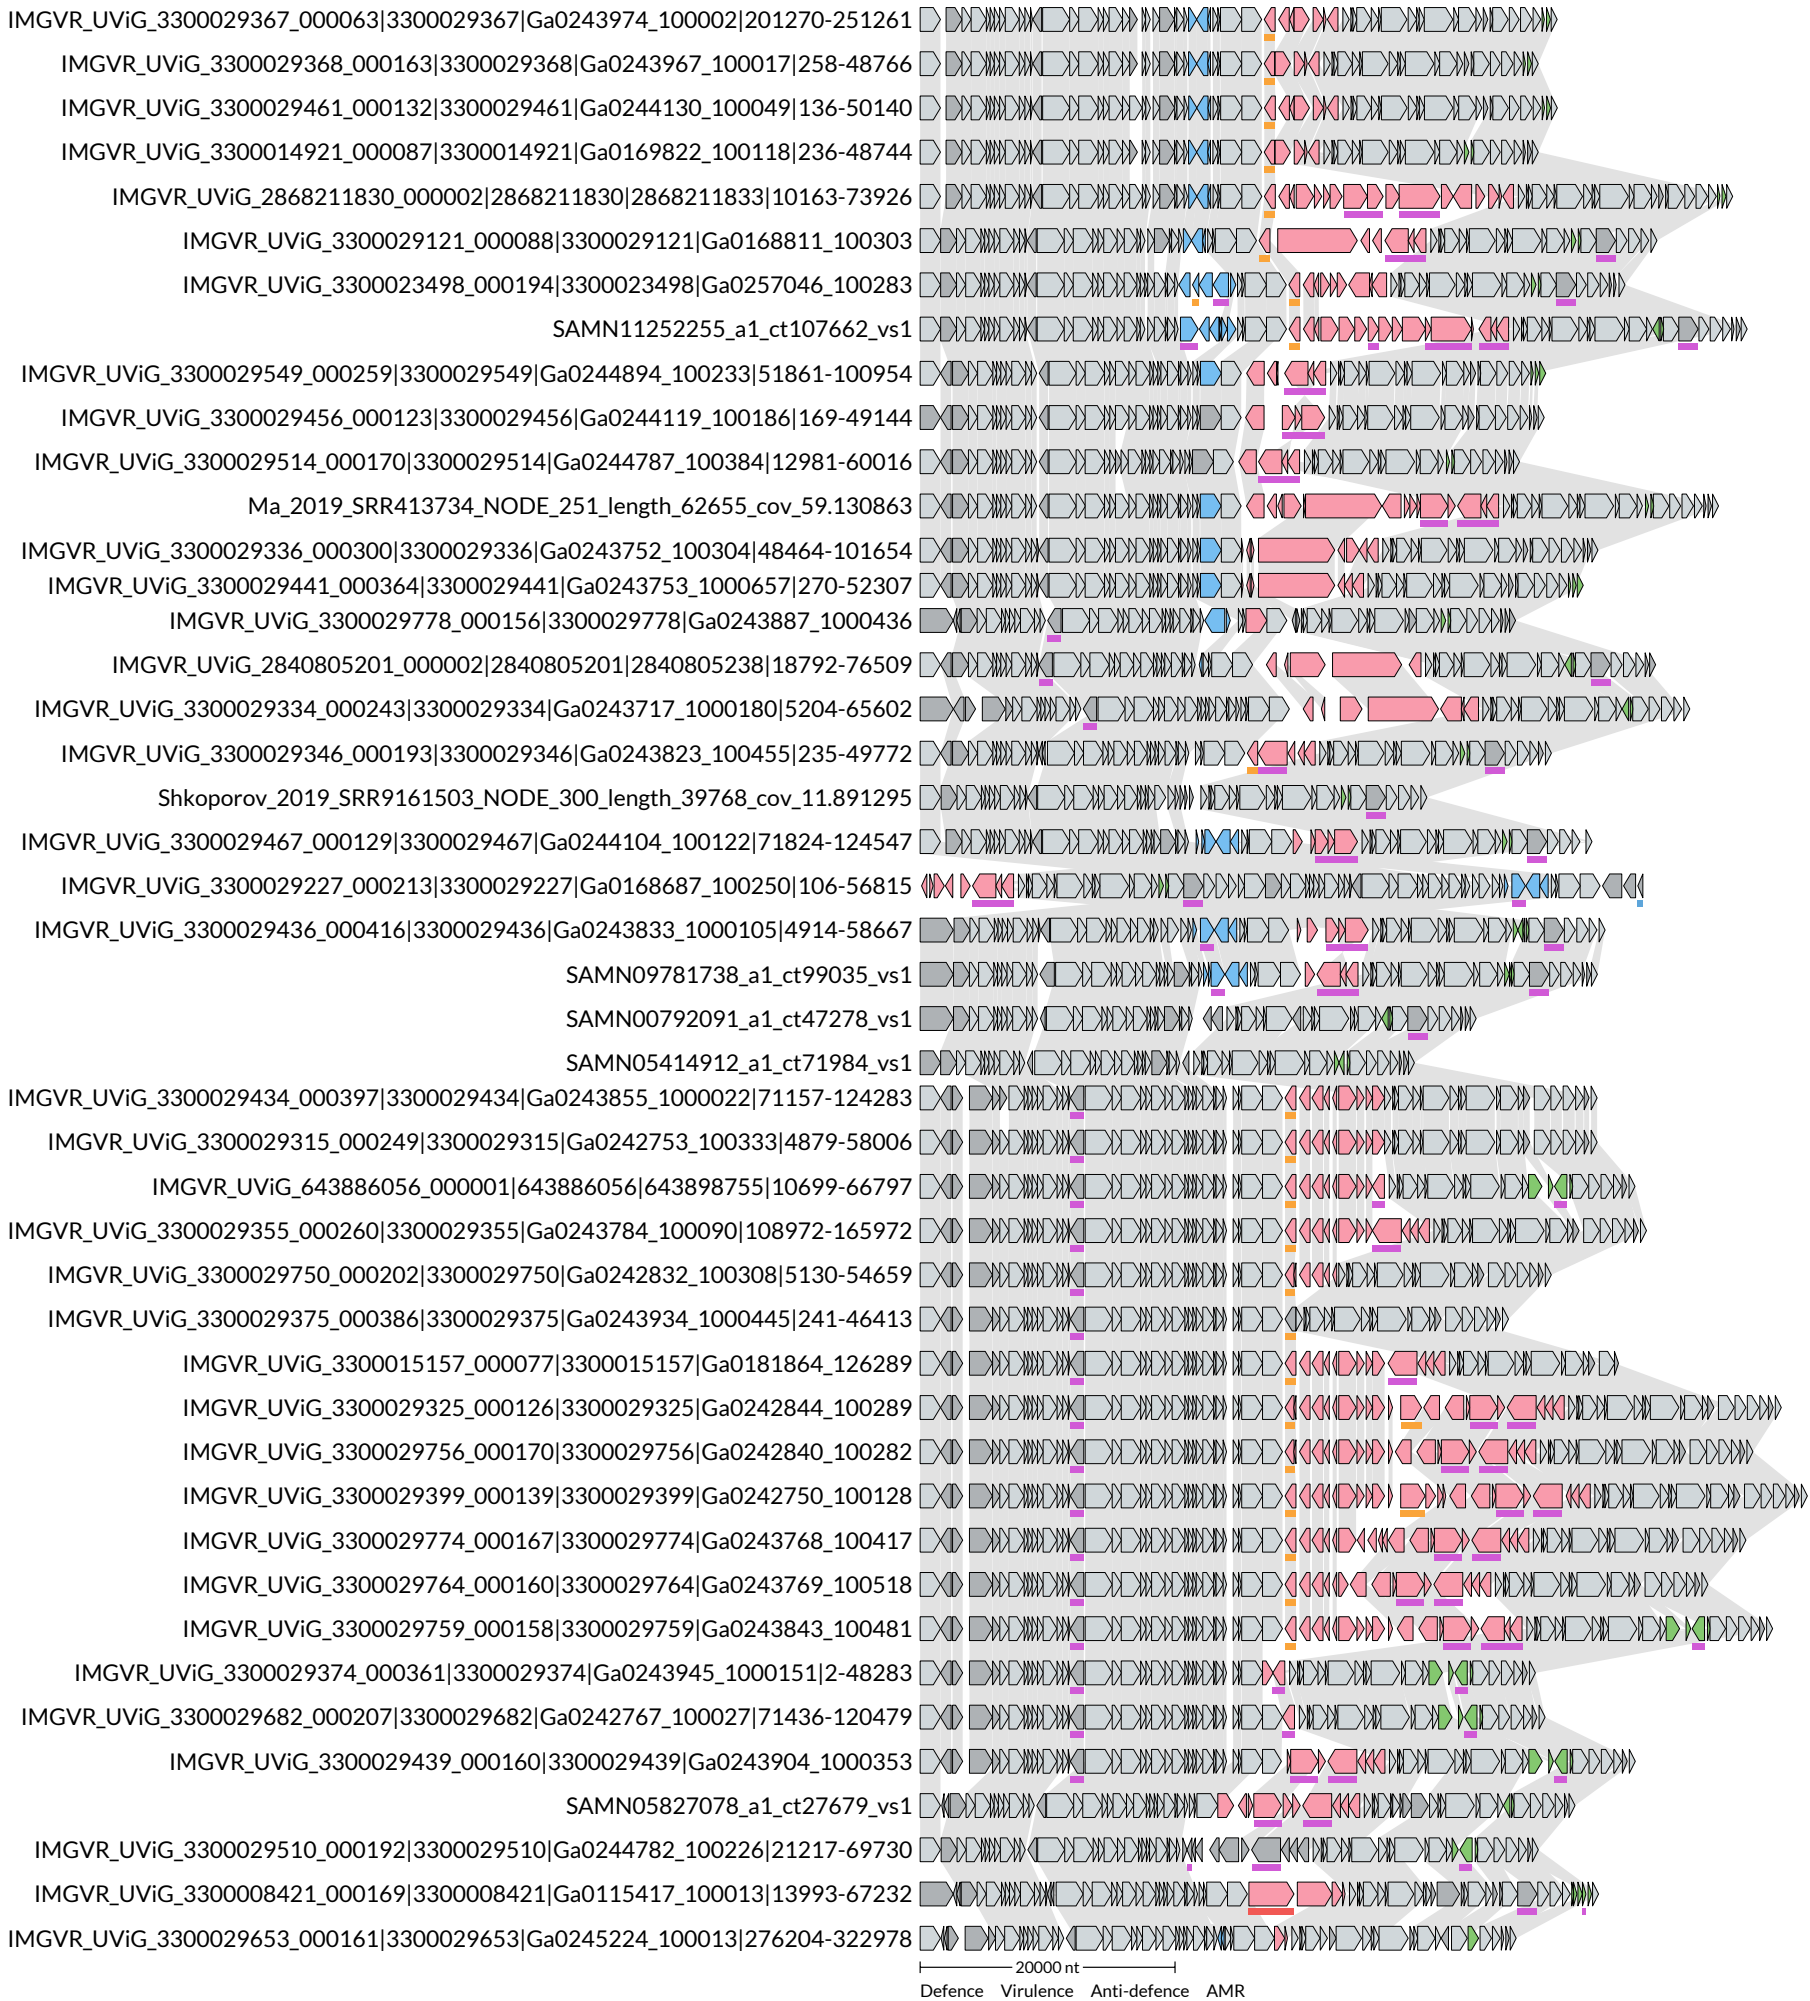 IMGVR_UViG_3300029367_000063|3300029367|Ga0243974_100002|201270-251261
IMGVR_UViG_3300029368_000163|3300029368|Ga0243967_100017|258-48766
IMGVR_UViG_3300029461_000132|3300029461|Ga0244130_100049|136-50140
IMGVR_UViG_3300014921_000087|3300014921|Ga0169822_100118|236-48744
IMGVR_UViG_2868211830_000002|2868211830|2868211833|10163-73926
IMGVR_UViG_3300029121_000088|3300029121|Ga0168811_100303
IMGVR_UViG_3300023498_000194|3300023498|Ga0257046_100283
SAMN11252255_a1_ct107662_vs1
IMGVR_UViG_3300029549_000259|3300029549|Ga0244894_100233|51861-100954
IMGVR_UViG_3300029456_000123|3300029456|Ga0244119_100186|169-49144
IMGVR_UViG_3300029514_000170|3300029514|Ga0244787_100384|12981-60016
Ma_2019_SRR413734_NODE_251_length_62655_cov_59.130863
IMGVR_UViG_3300029336_000300|3300029336|Ga0243752_100304|48464-101654
IMGVR_UViG_3300029441_000364|3300029441|Ga0243753_1000657|270-52307
IMGVR_UViG_3300029778_000156|3300029778|Ga0243887_1000436
IMGVR_UViG_2840805201_000002|2840805201|2840805238|18792-76509
IMGVR_UViG_3300029334_000243|3300029334|Ga0243717_1000180|5204-65602
IMGVR_UViG_3300029346_000193|3300029346|Ga0243823_100455|235-49772
Shkoporov_2019_SRR9161503_NODE_300_length_39768_cov_11.891295
IMGVR_UViG_3300029467_000129|3300029467|Ga0244104_100122|71824-124547
IMGVR_UViG_3300029227_000213|3300029227|Ga0168687_100250|106-56815
IMGVR_UViG_3300029436_000416|3300029436|Ga0243833_1000105|4914-58667
SAMN09781738_a1_ct99035_vs1
SAMN00792091_a1_ct47278_vs1
SAMN05414912_a1_ct71984_vs1
IMGVR_UViG_3300029434_000397|3300029434|Ga0243855_1000022|71157-124283
IMGVR_UViG_3300029315_000249|3300029315|Ga0242753_100333|4879-58006
IMGVR_UViG_643886056_000001|643886056|643898755|10699-66797
IMGVR_UViG_3300029355_000260|3300029355|Ga0243784_100090|108972-165972
IMGVR_UViG_3300029750_000202|3300029750|Ga0242832_100308|5130-54659
IMGVR_UViG_3300029375_000386|3300029375|Ga0243934_1000445|241-46413
IMGVR_UViG_3300015157_000077|3300015157|Ga0181864_126289
IMGVR_UViG_3300029325_000126|3300029325|Ga0242844_100289
IMGVR_UViG_3300029756_000170|3300029756|Ga0242840_100282
IMGVR_UViG_3300029399_000139|3300029399|Ga0242750_100128
IMGVR_UViG_3300029774_000167|3300029774|Ga0243768_100417
IMGVR_UViG_3300029764_000160|3300029764|Ga0243769_100518
IMGVR_UViG_3300029759_000158|3300029759|Ga0243843_100481
IMGVR_UViG_3300029374_000361|3300029374|Ga0243945_1000151|2-48283
IMGVR_UViG_3300029682_000207|3300029682|Ga0242767_100027|71436-120479
IMGVR_UViG_3300029439_000160|3300029439|Ga0243904_1000353
SAMN05827078_a1_ct27679_vs1
IMGVR_UViG_3300029510_000192|3300029510|Ga0244782_100226|21217-69730
IMGVR_UViG_3300008421_000169|3300008421|Ga0115417_100013|13993-67232
IMGVR_UViG_3300029653_000161|3300029653|Ga0245224_100013|276204-322978
20000 nt
Defence Virulence Anti-defence AMR